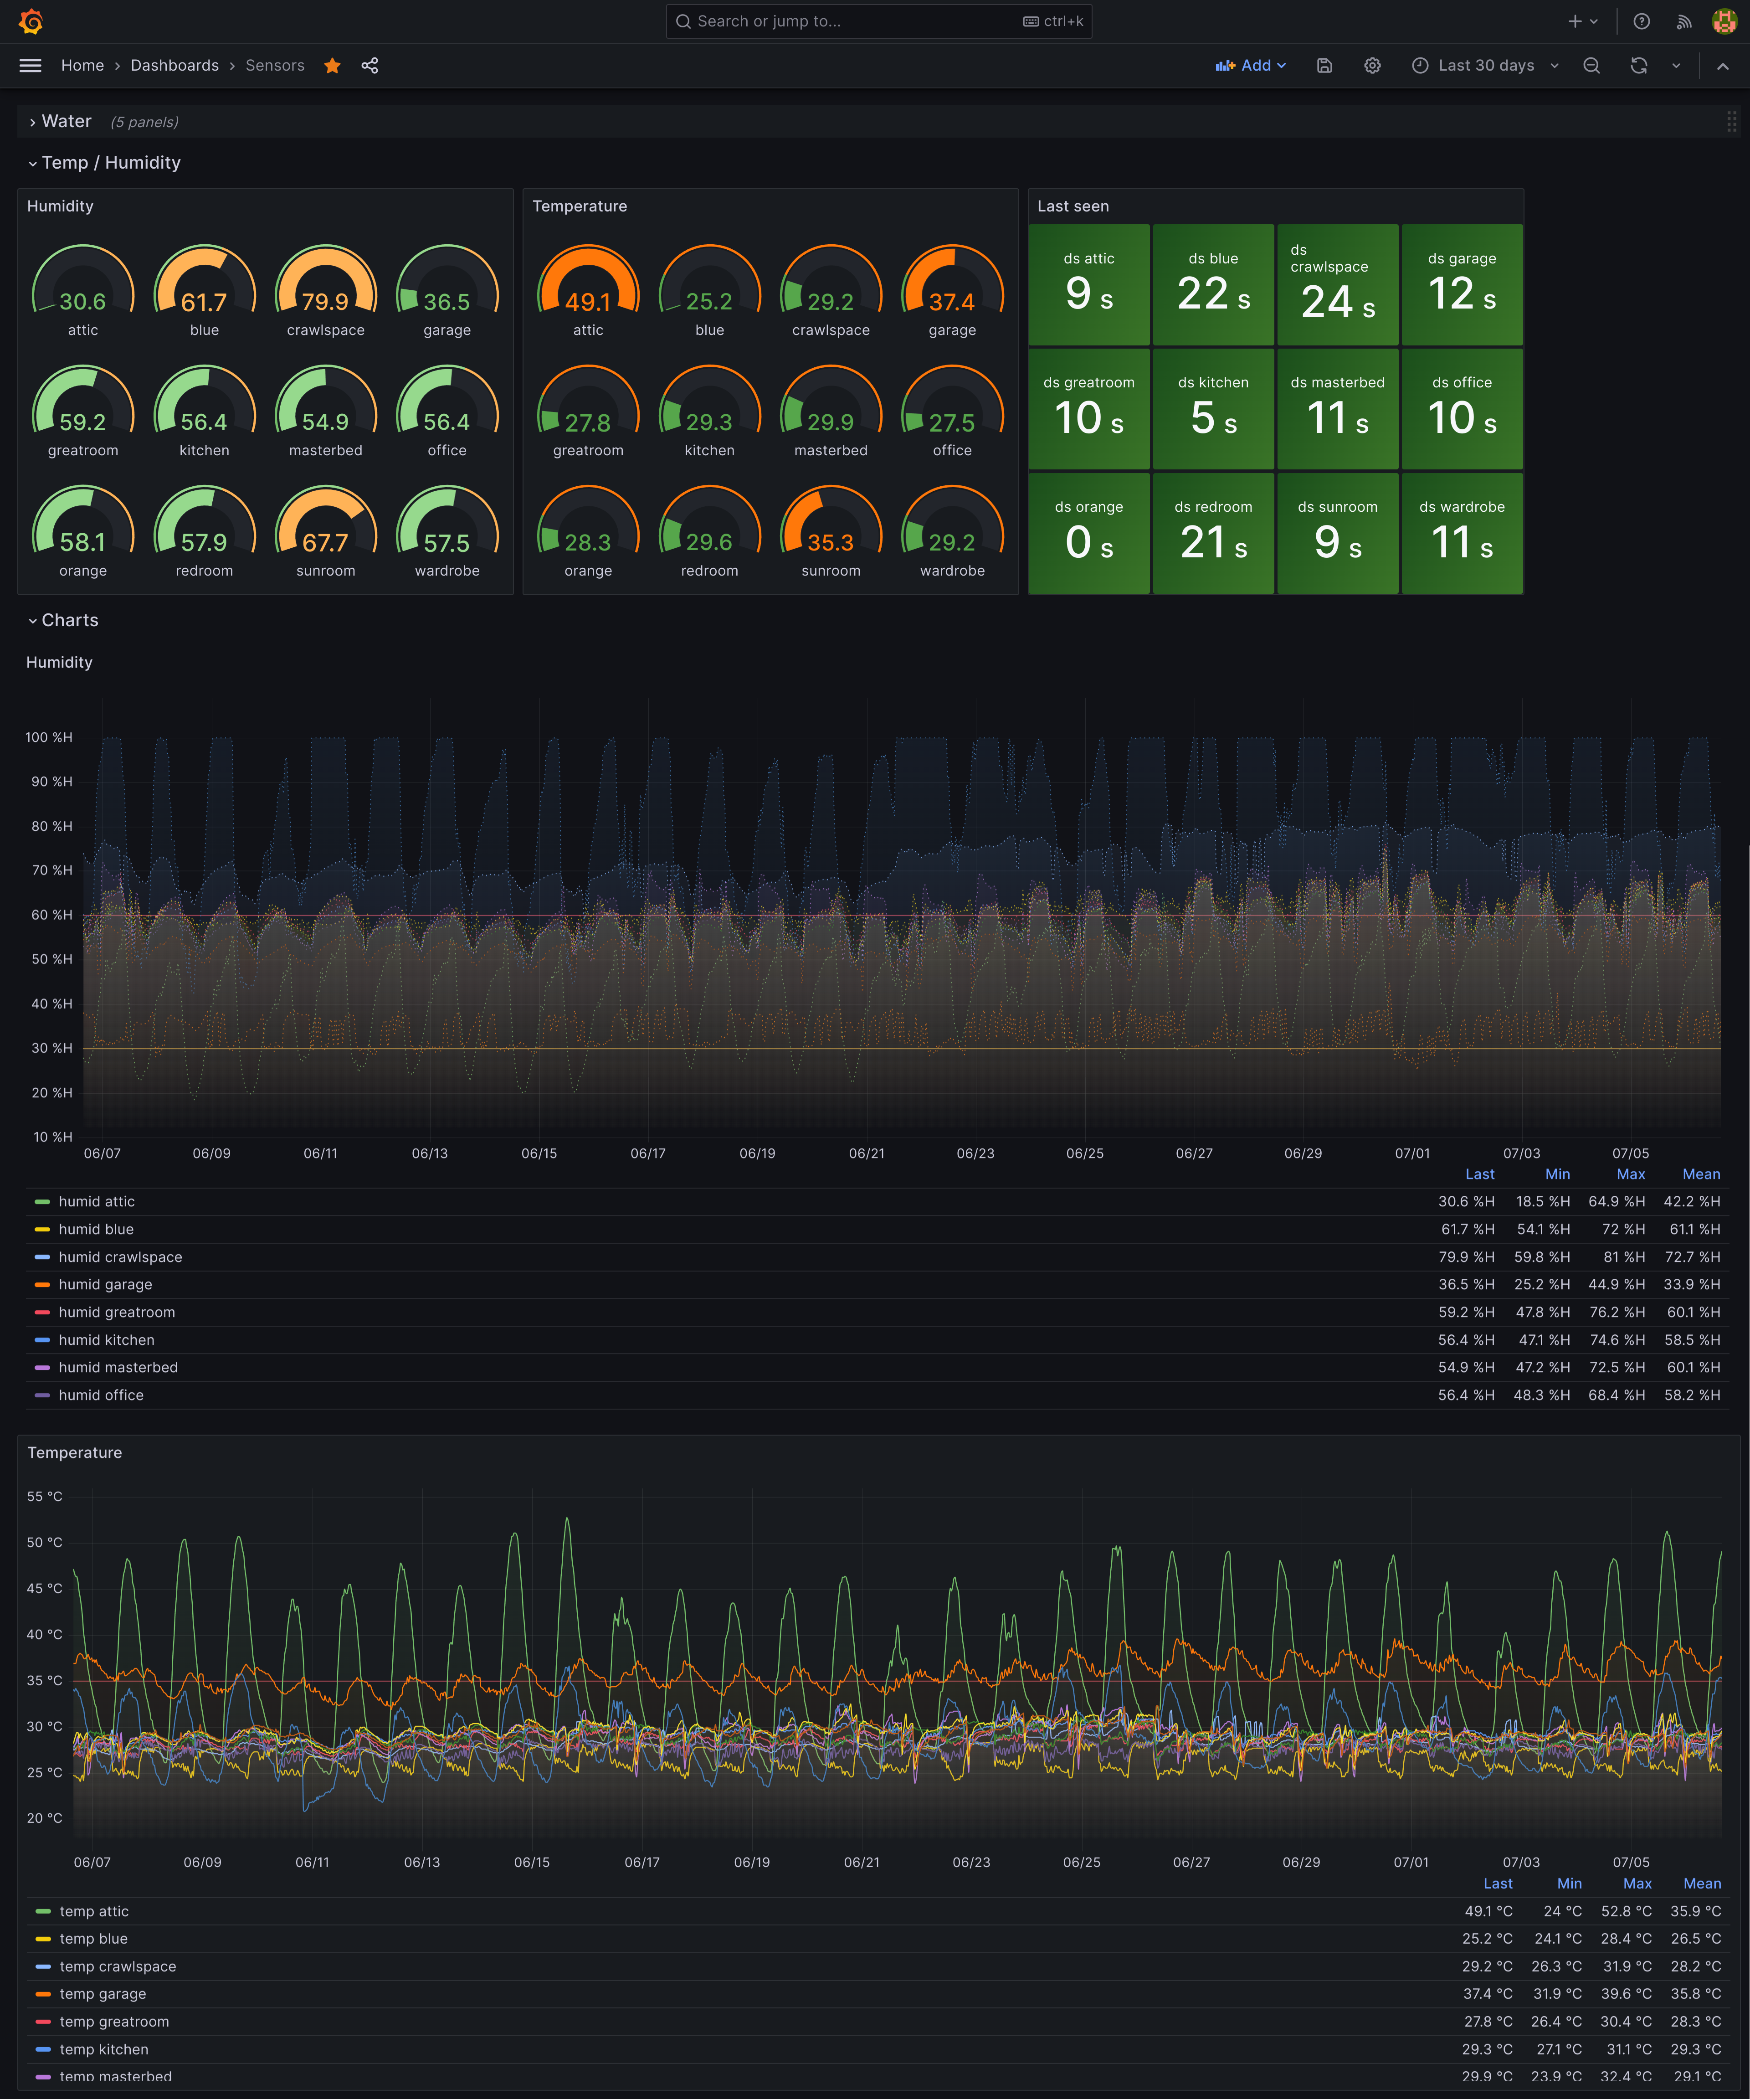 Search or jump to... ctrl+k
Home › Dashboards › Sensors Add Last 30 days
Water (5 panels)
Temp / Humidity
Humidity
30.6 61.7 79.9 36.5
attic blue crawlspace garage
59.2 56.4 54.9 56.4
greatroom kitchen masterbed office
58.1 57.9 67.7 57.5
orange redroom sunroom wardrobe
Temperature
49.1 25.2 29.2 37.4
attic blue crawlspace garage
27.8 29.3 29.9 27.5
greatroom kitchen masterbed office
28.3 29.6 35.3 29.2
orange redroom sunroom wardrobe
Last seen
ds attic
9 s
ds blue
22 s
ds
crawlspace
24 s
ds garage
12 s
ds greatroom
10 s
ds kitchen
5 s
ds masterbed
11 s
ds office
10 s
ds orange
0 s
ds redroom
21 s
ds sunroom
9 s
ds wardrobe
11 s
Charts
Humidity
100 %H
90 %H
80 %H
70 %H
60 %H
50 %H
40 %H
30 %H
20 %H
10 %H
06/07 06/09 06/11 06/13 06/15 06/17 06/19 06/21 06/23 06/25 06/27 06/29 07/01 07/03 07/05
Last Min Max Mean
humid attic 30.6 %H 18.5 %H 64.9 %H 42.2 %H
humid blue 61.7 %H 54.1 %H 72 %H 61.1 %H
humid crawlspace 79.9 %H 59.8 %H 81 %H 72.7 %H
humid garage 36.5 %H 25.2 %H 44.9 %H 33.9 %H
humid greatroom 59.2 %H 47.8 %H 76.2 %H 60.1 %H
humid kitchen 56.4 %H 47.1 %H 74.6 %H 58.5 %H
humid masterbed 54.9 %H 47.2 %H 72.5 %H 60.1 %H
humid office 56.4 %H 48.3 %H 68.4 %H 58.2 %H
Temperature
55 °C
50 °C
45 °C
40 °C
35 °C
30 °C
25 °C
20 °C
06/07 06/09 06/11 06/13 06/15 06/17 06/19 06/21 06/23 06/25 06/27 06/29 07/01 07/03 07/05
Last Min Max Mean
temp attic 49.1 °C 24 °C 52.8 °C 35.9 °C
temp blue 25.2 °C 24.1 °C 28.4 °C 26.5 °C
temp crawlspace 29.2 °C 26.3 °C 31.9 °C 28.2 °C
temp garage 37.4 °C 31.9 °C 39.6 °C 35.8 °C
temp greatroom 27.8 °C 26.4 °C 30.4 °C 28.3 °C
temp kitchen 29.3 °C 27.1 °C 31.1 °C 29.3 °C
temp masterbed 29.9 °C 23.9 °C 32.4 °C 29.1 °C